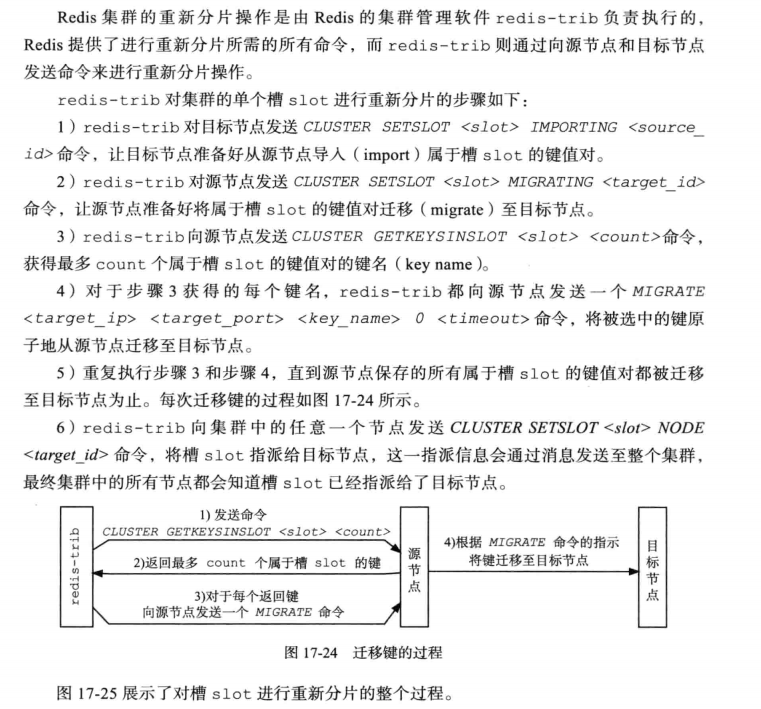 Redis 集群的重新分片操作是由 Redis 的集群管理软件 redis-trib 负责执行的，
Redis 提供了进行重新分片所需的所有命令，而 redis-trib 则通过向源节点和目标节点
发送命令来进行重新分片操作。
redis-trib 对集群的单个槽 slot 进行重新分片的步骤如下：
1）redis-trib 对目标节点发送 CLUSTER SETSLOT <slot> IMPORTING <source_
id> 命令，让目标节点准备好从源节点导入（import）属于槽 slot 的键值对。
2）redis-trib 对源节点发送 CLUSTER SETSLOT <slot> MIGRATING <target_id>
命令，让源节点准备好将属于槽 slot 的键值对迁移（migrate）至目标节点。
3）redis-trib 向源节点发送 CLUSTER GETKEYSINSLOT <slot> <count> 命令，
获得最多 count 个属于槽 slot 的键值对的键名（key name）。
4）对于步骤 3 获得的每个键名，redis-trib 都向源节点发送一个 MIGRATE
<target_ip> <target_port> <key_name> 0 <timeout> 命令，将被选中的键原
子地从源节点迁移至目标节点。
5）重复执行步骤 3 和步骤 4，直到源节点保存的所有属于槽 slot 的键值对都被迁移
至目标节点为止。每次迁移键的过程如图 17-24 所示。
6）redis-trib 向集群中的任意一个节点发送 CLUSTER SETSLOT <slot> NODE
<target_id> 命令，将槽 slot 指派给目标节点，这一指派信息会通过消息发送至整个集群，
最终集群中的所有节点都会知道槽 slot 已经指派给了目标节点。
redis-trib
1) 发送命令
CLUSTER GETKEYSINSLOT <slot> <count>
2)返回最多 count 个属于槽 slot 的键
3)对于每个返回键
向源节点发送一个 MIGRATE 命令
源节点
4)根据 MIGRATE 命令的指示
将键迁移至目标节点
目标节点
图 17-24 迁移键的过程
图 17-25 展示了对槽 slot 进行重新分片的整个过程。